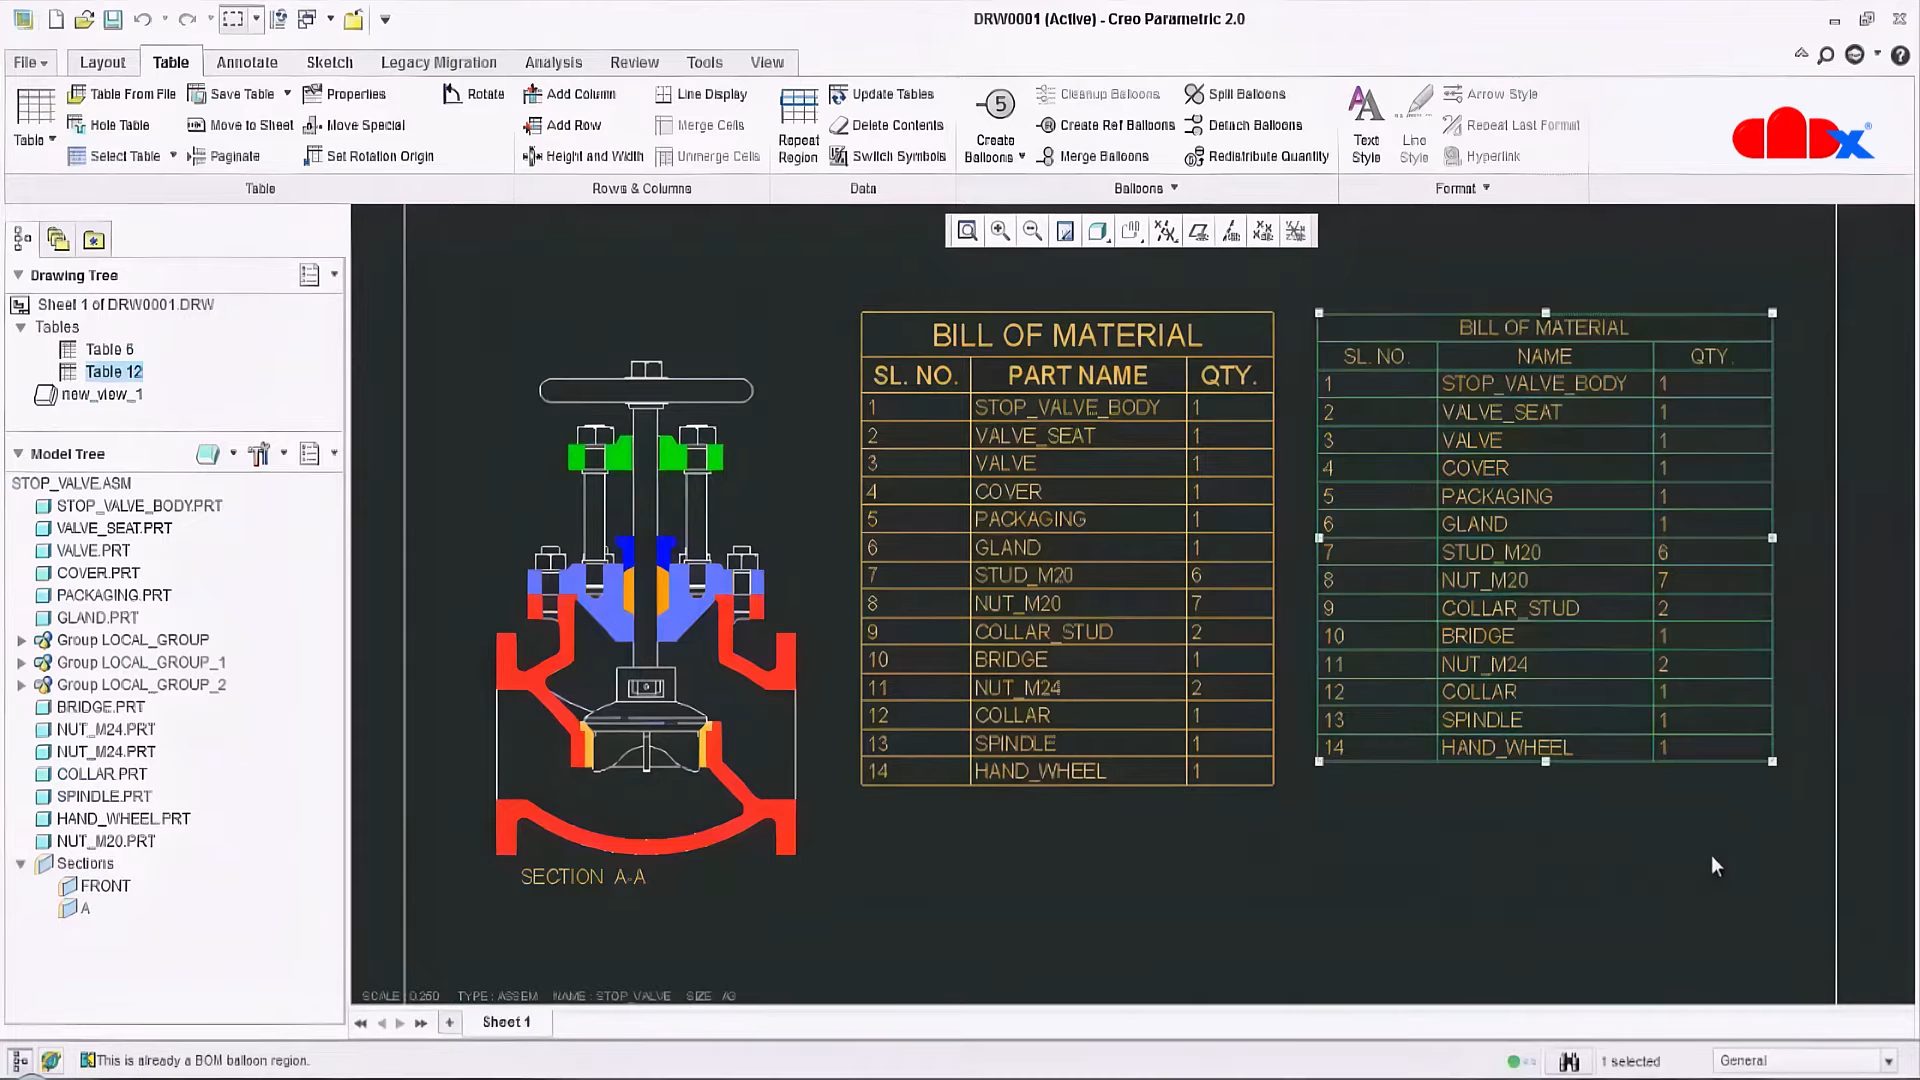 DRW0001 (Active) - Creo Parametric 2.0
File Layout Table Annotate Sketch Legacy Migration Analysis Review Tools View
Table From File Save Table Properties Rotate Add Column Line Display Update Tables Cleanup Balloons Split Balloons Arrow Style
Hole Table Move to Sheet Move Special Add Row Merge Cells Delete Contents Create Ref Balloons Detach Balloons Repeat Last Format
Table Select Table Paginate Set Rotation Origin Height and Width Unmerge Cells Repeat Region Switch Symbols 5 Create Balloons Merge Balloons Redistribute Quantity Text Style Line Style Hyperlink
Table Rows & Columns Data Balloons Format
Drawing Tree
Sheet 1 of DRW0001.DRW
Tables
Table 6
Table 12
new_view_1
Model Tree
STOP_VALVE.ASM
STOP_VALVE_BODY.PRT
VALVE_SEAT.PRT
VALVE.PRT
COVER.PRT
PACKAGING.PRT
GLAND.PRT
Group LOCAL_GROUP
Group LOCAL_GROUP_1
Group LOCAL_GROUP_2
BRIDGE.PRT
NUT_M24.PRT
NUT_M24.PRT
COLLAR.PRT
SPINDLE.PRT
HAND_WHEEL.PRT
NUT_M20.PRT
Sections
FRONT
A
SECTION A-A
BILL OF MATERIAL
SL. NO. PART NAME QTY.
1 STOP_VALVE_BODY 1
2 VALVE_SEAT 1
3 VALVE 1
4 COVER 1
5 PACKAGING 1
6 GLAND 1
7 STUD_M20 6
8 NUT_M20 7
9 COLLAR_STUD 2
10 BRIDGE 1
11 NUT_M24 2
12 COLLAR 1
13 SPINDLE 1
14 HAND_WHEEL 1
BILL OF MATERIAL
SL. NO. NAME QTY.
1 STOP_VALVE_BODY 1
2 VALVE_SEAT 1
3 VALVE 1
4 COVER 1
5 PACKAGING 1
6 GLAND 1
7 STUD_M20 6
8 NUT_M20 7
9 COLLAR_STUD 2
10 BRIDGE 1
11 NUT_M24 2
12 COLLAR 1
13 SPINDLE 1
14 HAND_WHEEL 1
SCALE : 0.250 TYPE : ASSEM NAME : STOP_VALVE SIZE : A3
Sheet 1
This is already a BOM balloon region.
1 selected
General